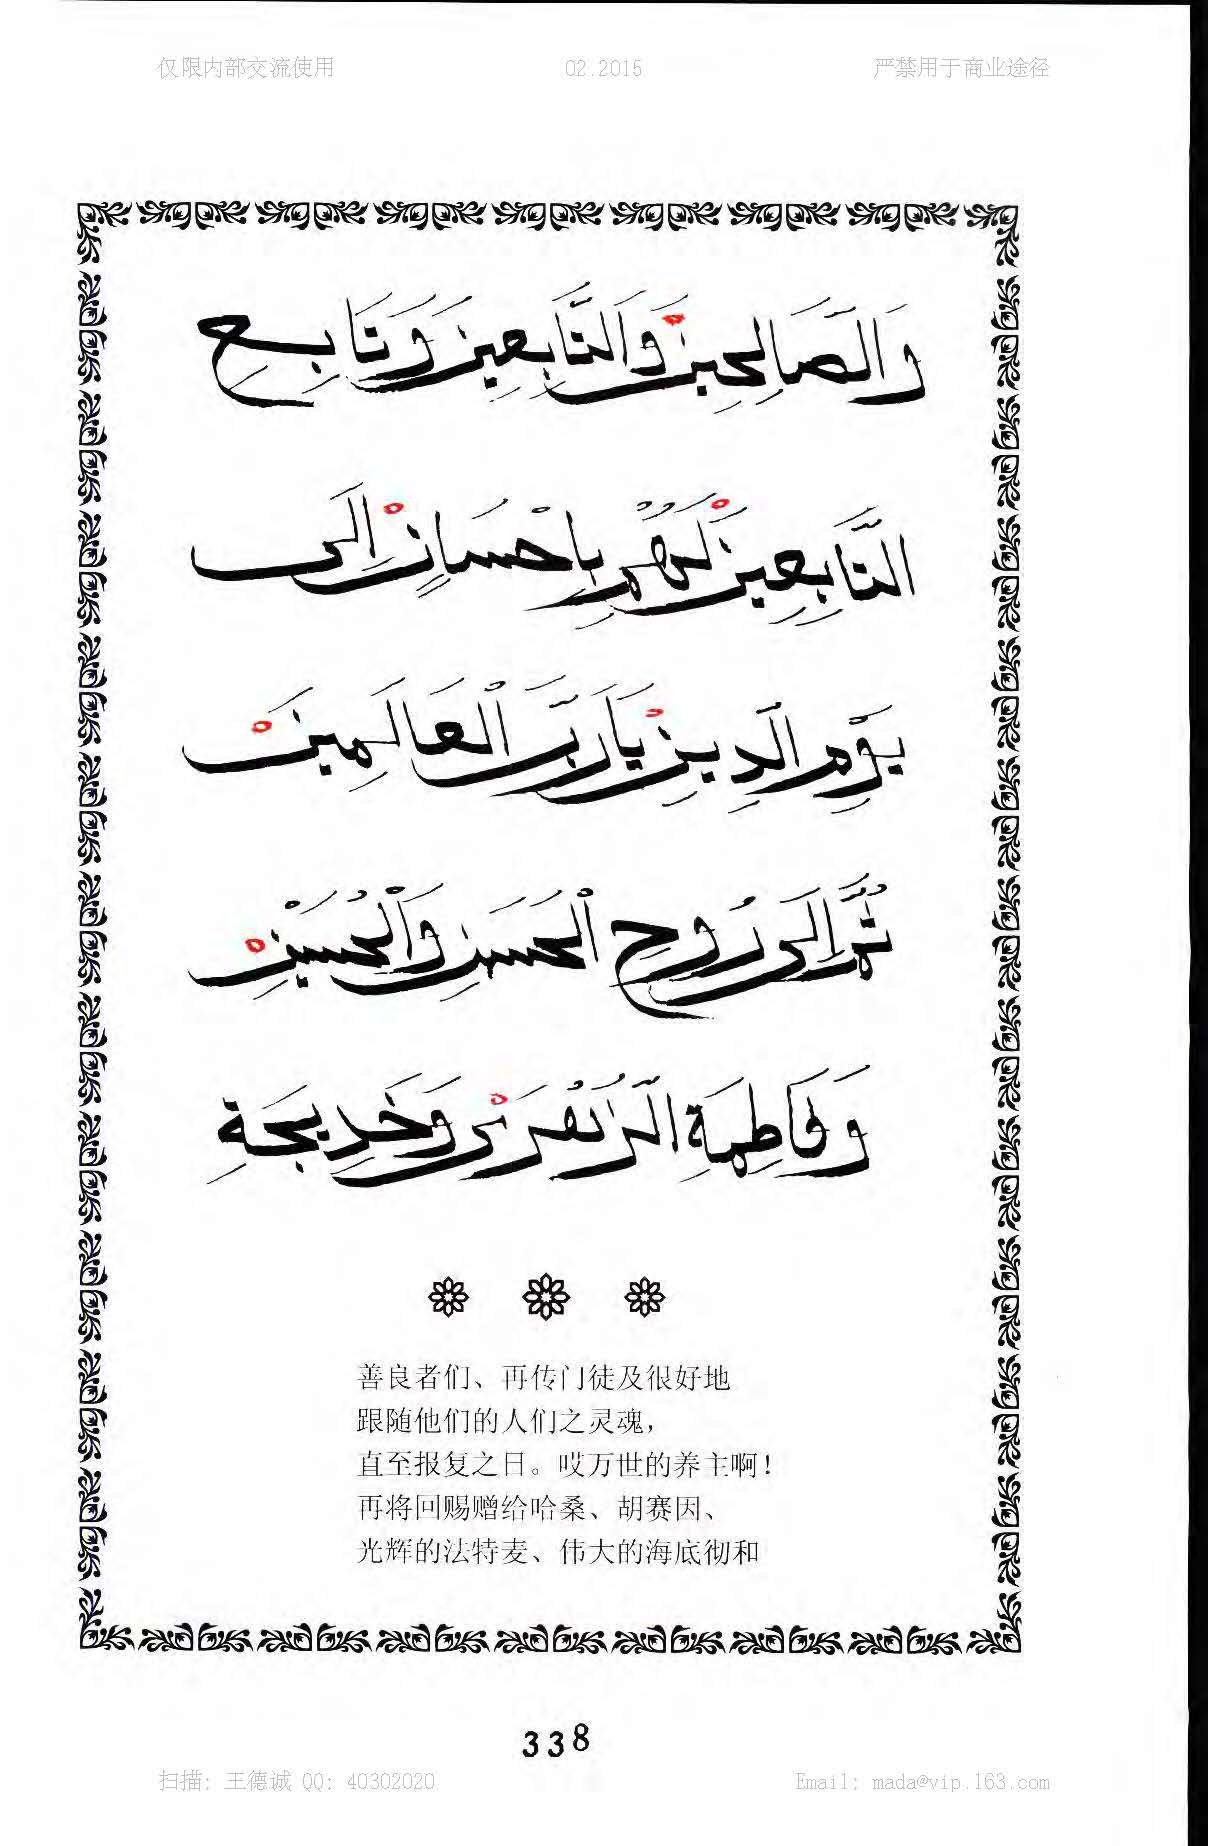 仅限内部交流使用 02.2015 严禁用于商业途径
وَالصَّالِحِينَ وَالتَّابِعِينَ وَتَابِعِ
التَّابِعِينَ لَهُمْ بِاِحْسَانٍ اِلَى
يَوْمِ الدِّينِ يَا رَبَّ الْعَالَمِينَ
ثُمَّ اِلَى رُوحِ الْحَسَنِ وَالْحُسَيْنِ
وَفَاطِمَةِ الزُّهْرَ وَخَدِيجَةِ
善良者们、再传门徒及很好地
跟随他们的人们之灵魂，
直至报复之日。哎万世的养主啊！
再将回赐赠给哈桑、胡赛因、
光辉的法特麦、伟大的海底彻和
338
扫描: 王德诚 QQ: 40302020 Email: mada@vip.163.com